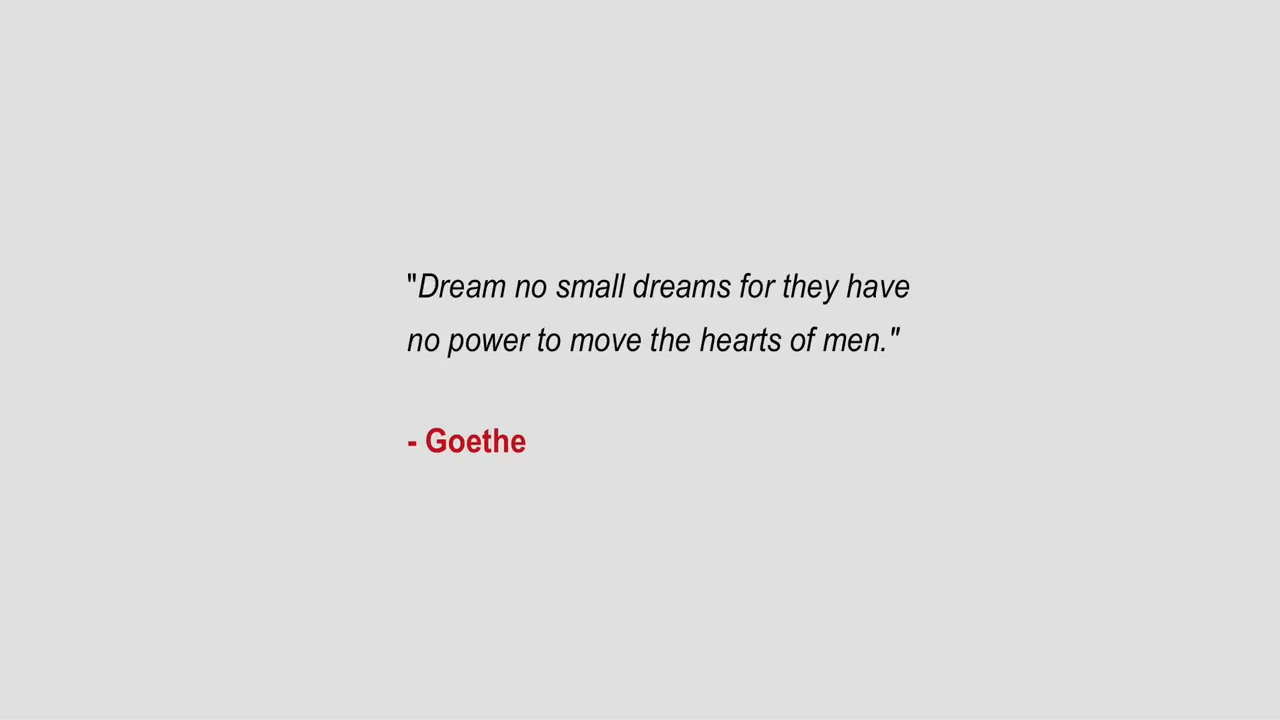 "Dream no small dreams for they have
no power to move the hearts of men."
- Goethe